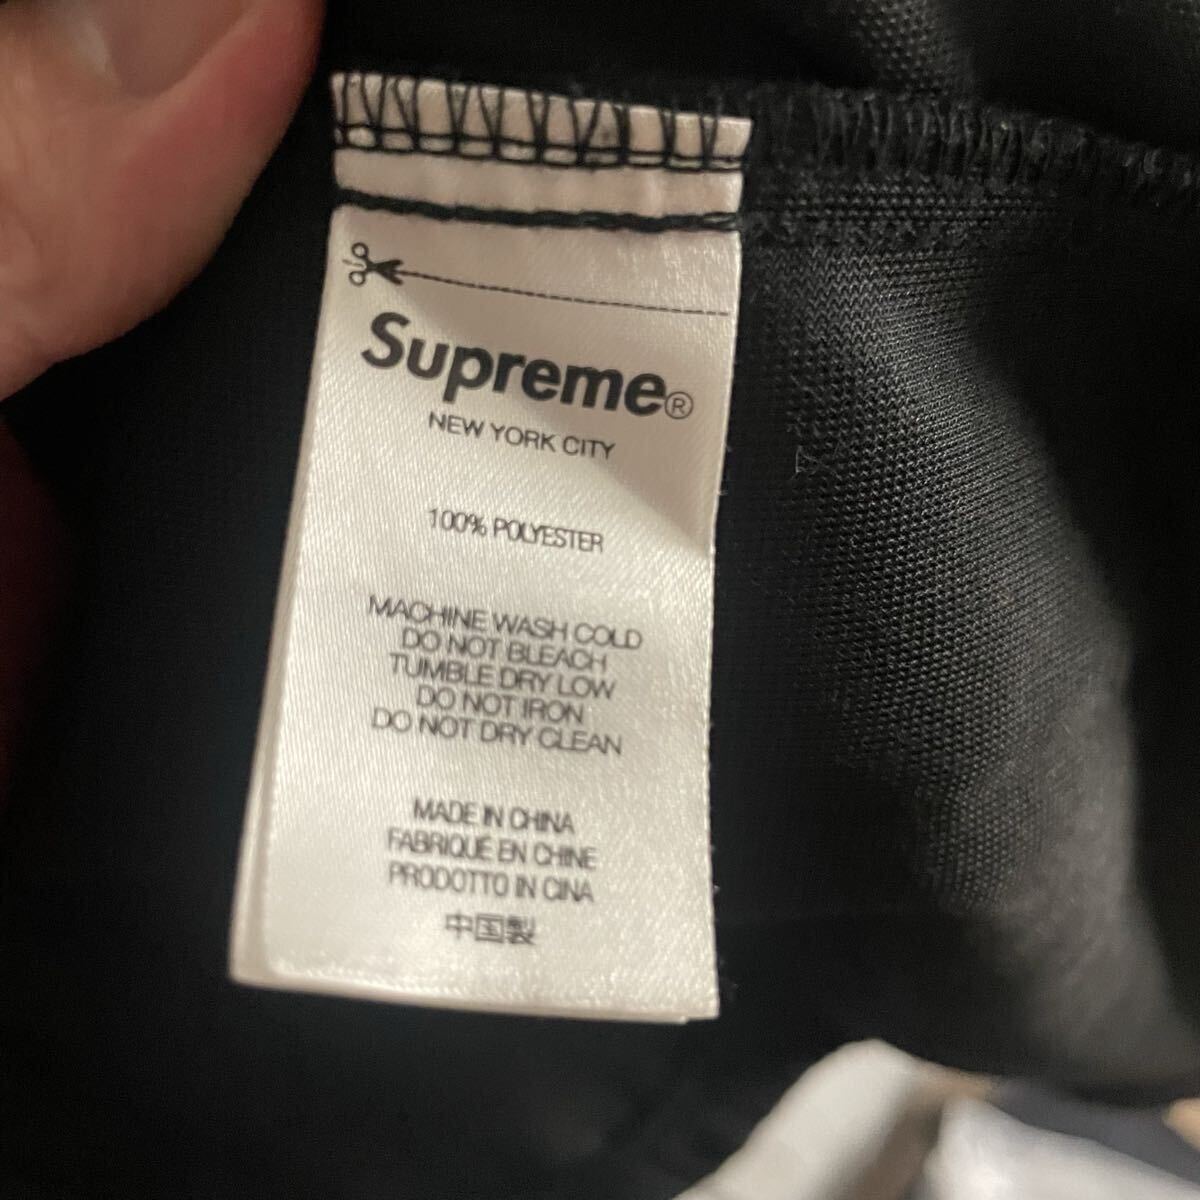 Supreme®
NEW YORK CITY
100% POLYESTER
MACHINE WASH COLD
DO NOT BLEACH
TUMBLE DRY LOW
DO NOT IRON
DO NOT DRY CLEAN
MADE IN CHINA
FABRIQUÉ EN CHINE
PRODOTTO IN CINA
中国製